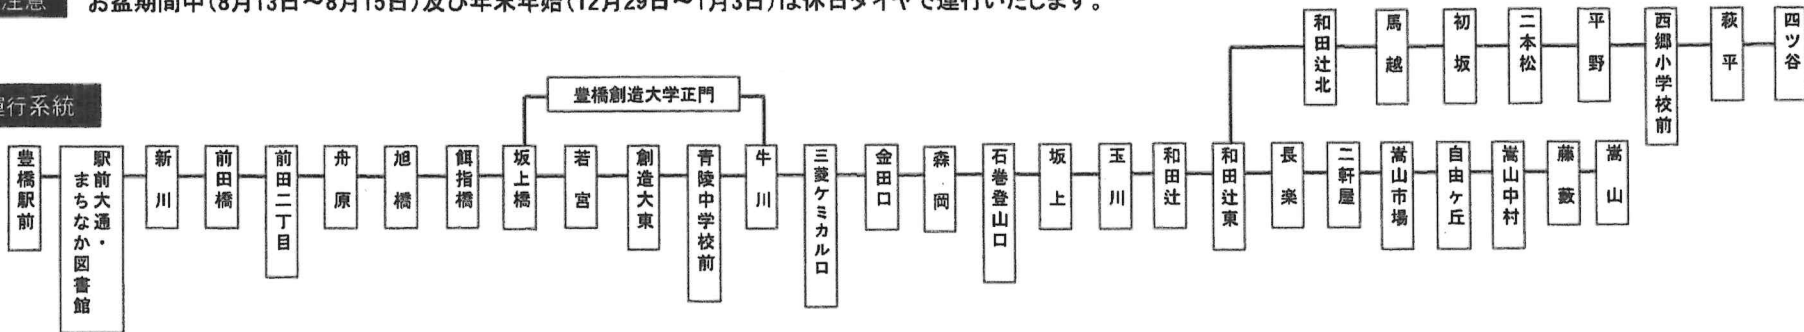 注意 お盆期間中(8月13日~8月15日)及び年末年始(12月29日~1月3日)は休日ダイヤで運行いたします。
和田辻北
馬越
初坂
二本松
平野
西郷小学校前
萩平
四ツ谷
豊橋創造大学正門
運行系統
豊橋駅前
駅前大通・
まちなか図書館
新川
前田橋
前田二丁目
舟原
旭橋
餌指橋
坂上橋
若宮
創造大東
青陵中学校前
牛川
三菱ケミカル口
金田口
森岡
石巻登山口
坂上
玉川
和田辻
和田辻東
長楽
二軒屋
嵩山市場
自由ヶ丘
嵩山中村
藤薮
嵩山